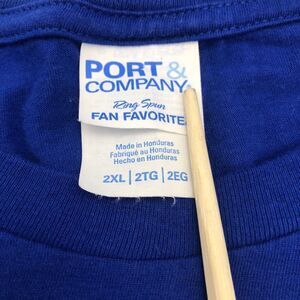 PORT &
COMPANY
Ring Spun
FAN FAVORITE
Made in Honduras
Fabriqué au Honduras
Hecho en Honduras
2XL | 2TG | 2EG